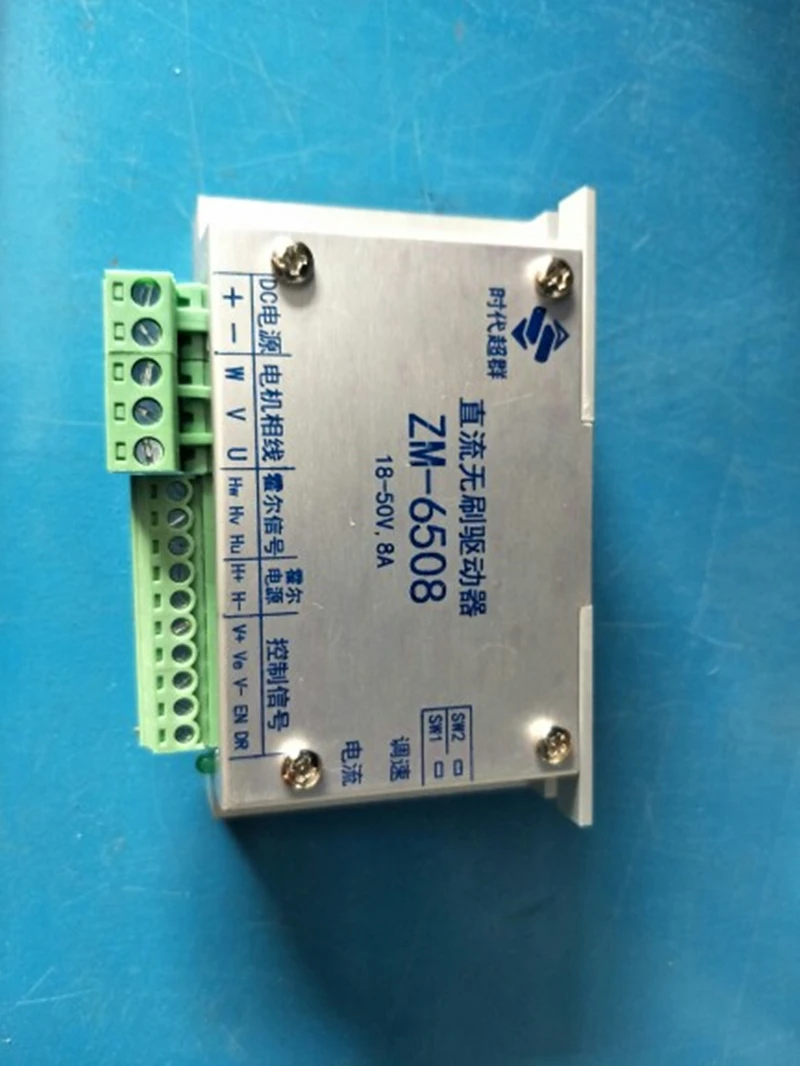 时代超群
直流无刷驱动器
ZM-6508
18-50V,8A
SW2
SW1
调速
电流
DC电源
电机相线
霍尔信号
霍尔
电源
控制信号
+ - W V U Hw Hv Hu H+ H- V+ Ve V- EN DR